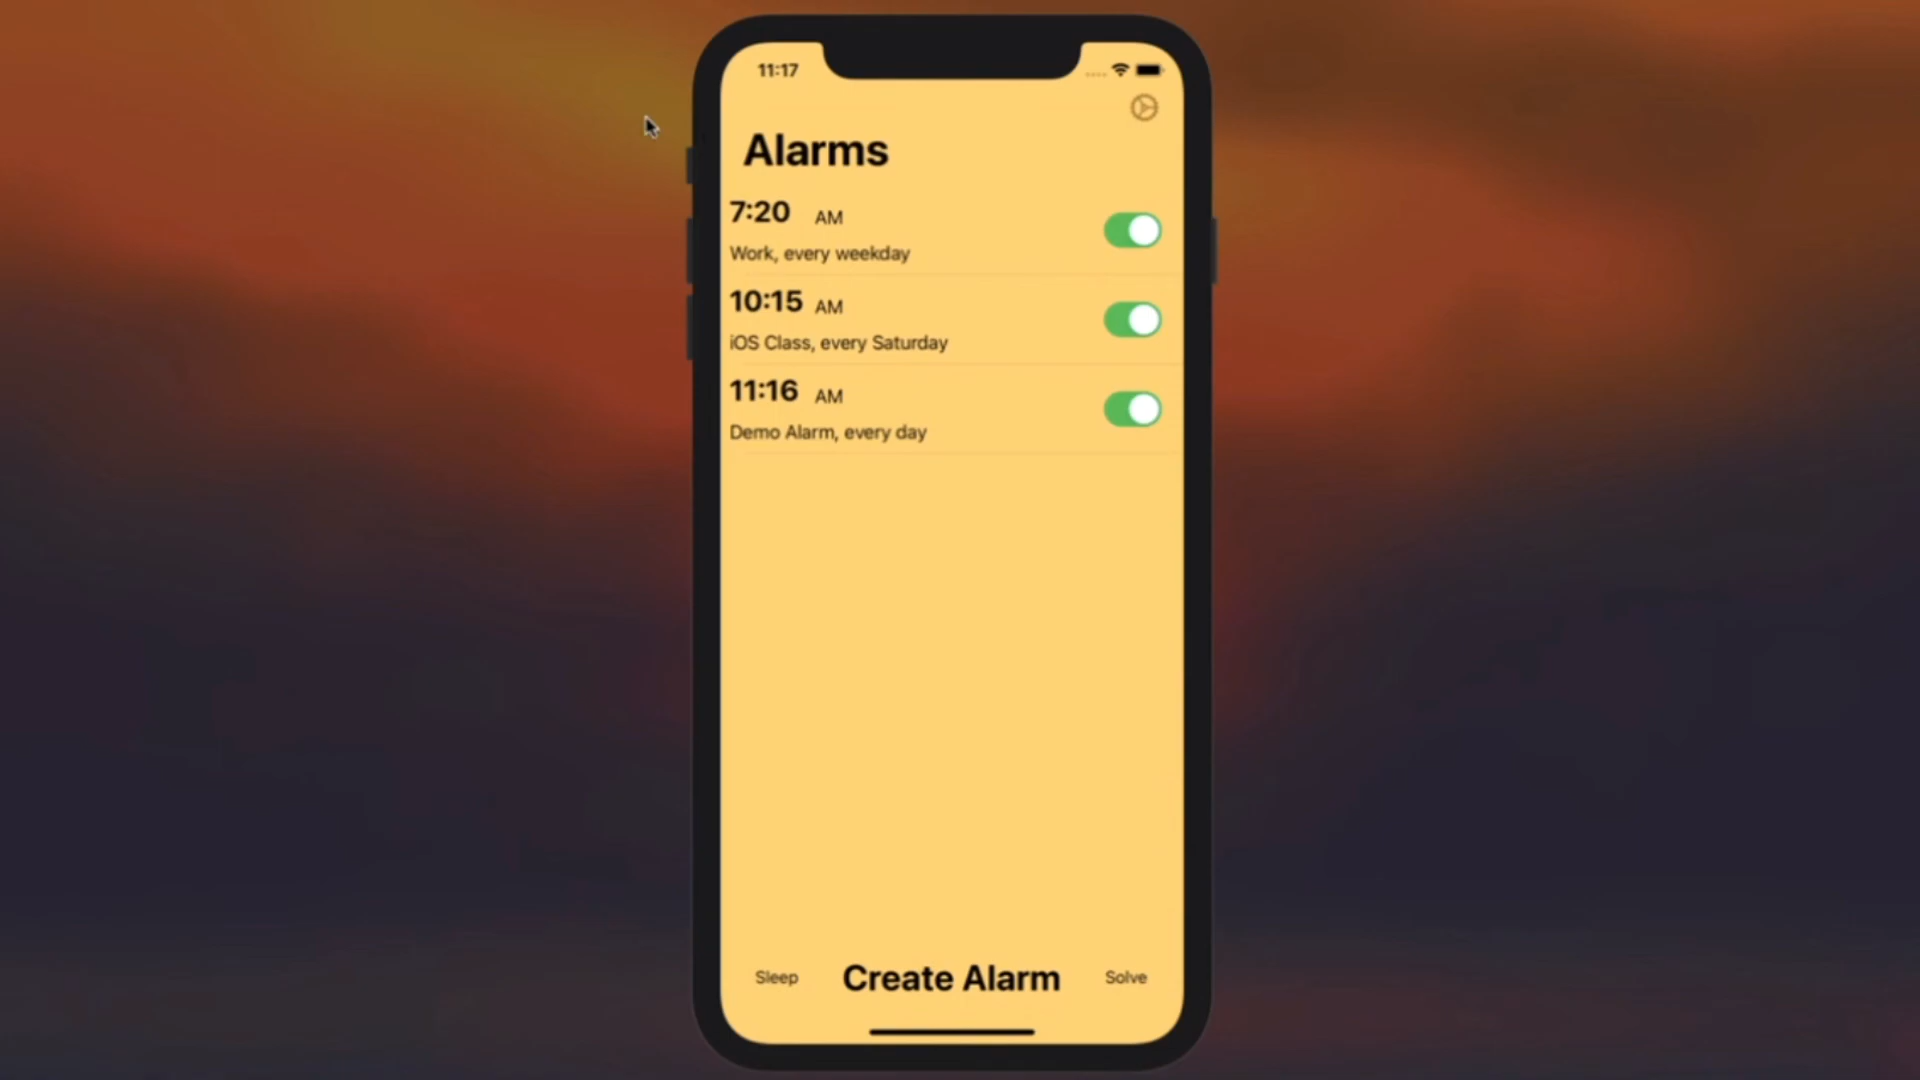 11:17
Alarms
7:20 AM
Work, every weekday
10:15 AM
iOS Class, every Saturday
11:16 AM
Demo Alarm, every day
Sleep Create Alarm Solve